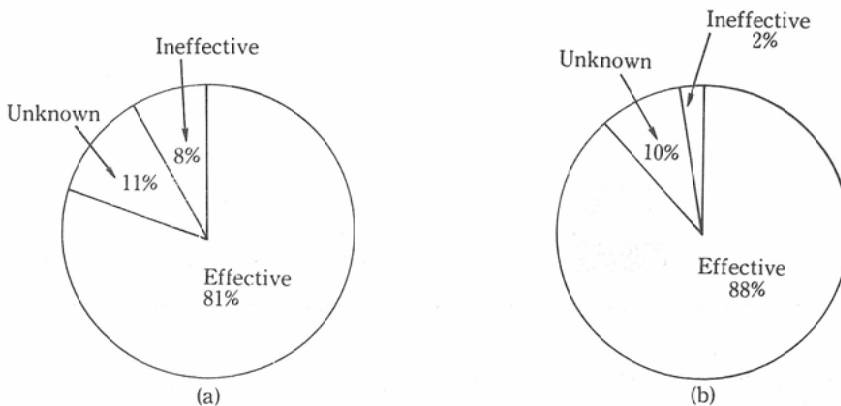 Ineffective
Unknown
8%
11%
Effective
81%
(a)
Ineffective
2%
Unknown
10%
Effective
88%
(b)